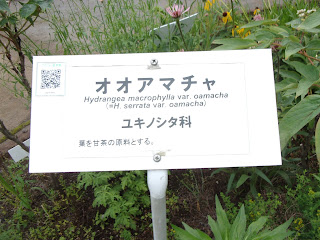 オオアマチャ
Hydrangea macrophylla var. oamacha
(=H. serrata var. oamacha)
ユキノシタ科
葉を甘茶の原料とする。